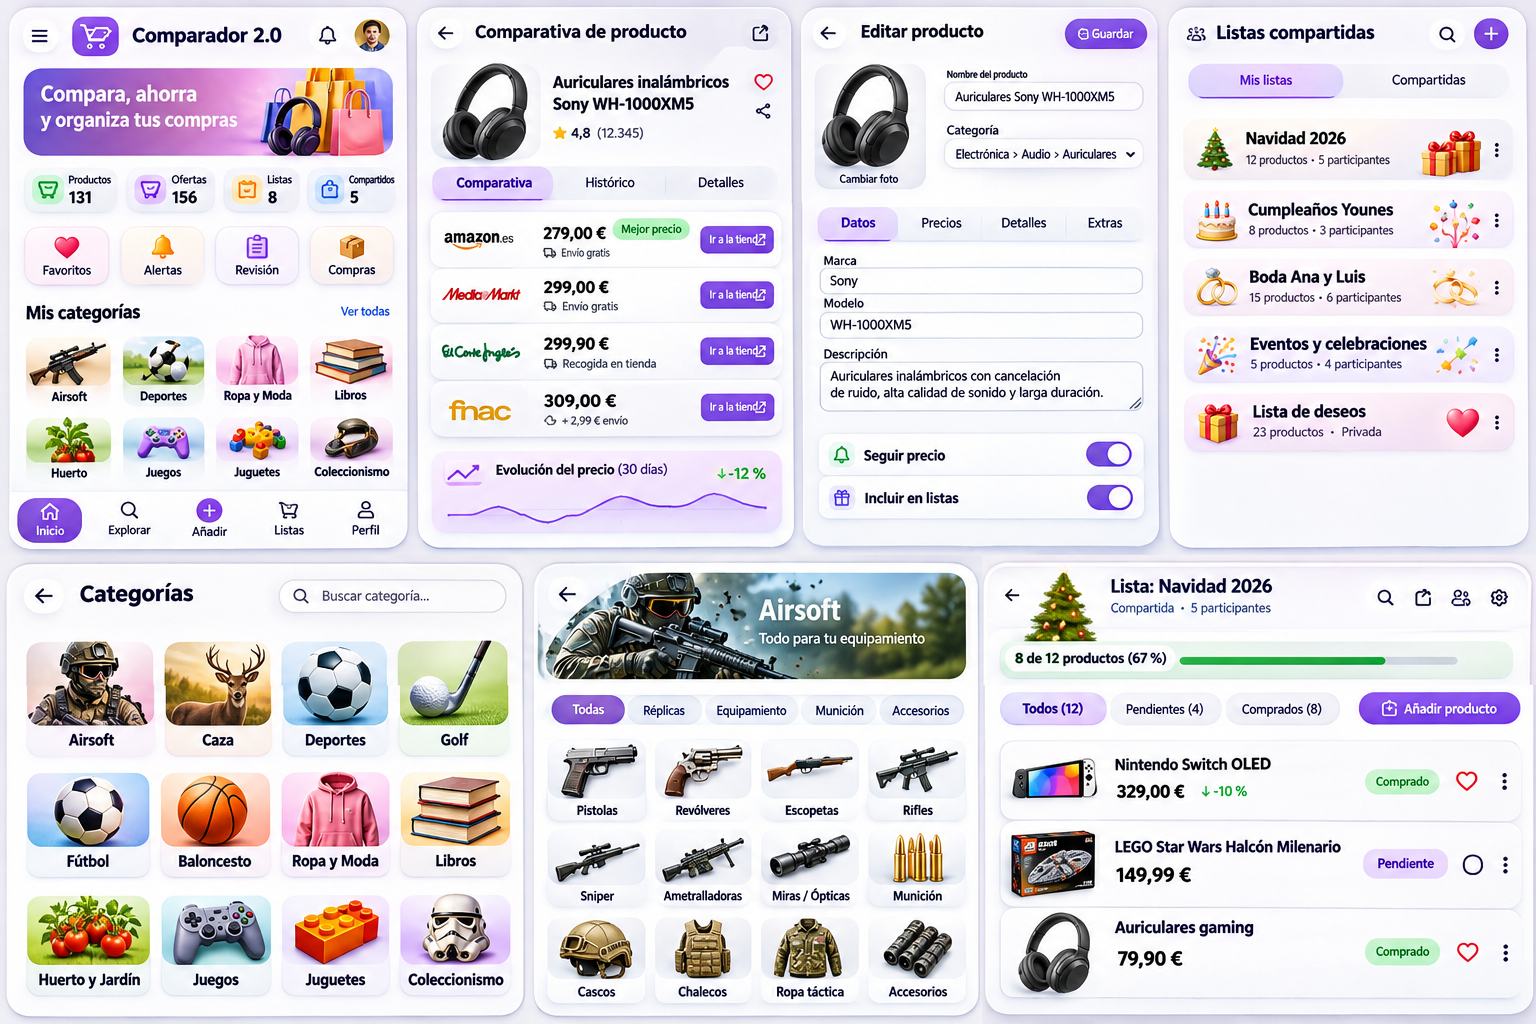 Comparador 2.0
Compara, ahorra
y organiza tus compras
Productos
131
Ofertas
156
Listas
8
Compartidos
5
Favoritos
Alertas
Revisión
Compras
Mis categorías
Ver todas
Airsoft
Deportes
Ropa y Moda
Libros
Huerto
Juegos
Juguetes
Coleccionismo
Inicio
Explorar
Añadir
Listas
Perfil
Comparativa de producto
Auriculares inalámbricos
Sony WH-1000XM5
4,8 (12.345)
Comparativa
Histórico
Detalles
amazon.es
279,00 €
Mejor precio
Envío gratis
Ir a la tiend
MediaMarkt
299,00 €
Envío gratis
Ir a la tiend
El Corte Inglés
299,90 €
Recogida en tienda
Ir a la tiend
fnac
309,00 €
+ 2,99 € envío
Ir a la tiend
Evolución del precio (30 días)
↓-12 %
Editar producto
Guardar
Cambiar foto
Nombre del producto
Auriculares Sony WH-1000XM5
Categoría
Electrónica > Audio > Auriculares
Datos
Precios
Detalles
Extras
Marca
Sony
Modelo
WH-1000XM5
Descripción
Auriculares inalámbricos con cancelación
de ruido, alta calidad de sonido y larga duración.
Seguir precio
Incluir en listas
Listas compartidas
Mis listas
Compartidas
Navidad 2026
12 productos • 5 participantes
Cumpleaños Younes
8 productos • 3 participantes
Boda Ana y Luis
15 productos • 6 participantes
Eventos y celebraciones
5 productos • 4 participantes
Lista de deseos
23 productos • Privada
Categorías
Buscar categoría...
Airsoft
Caza
Deportes
Golf
Fútbol
Baloncesto
Ropa y Moda
Libros
Huerto y Jardín
Juegos
Juguetes
Coleccionismo
Airsoft
Todo para tu equipamiento
Todas
Réplicas
Equipamiento
Munición
Accesorios
Pistolas
Revólveres
Escopetas
Rifles
Sniper
Ametralladoras
Miras / Ópticas
Munición
Cascos
Chalecos
Ropa táctica
Accesorios
Lista: Navidad 2026
Compartida • 5 participantes
8 de 12 productos (67 %)
Todos (12)
Pendientes (4)
Comprados (8)
Añadir producto
Nintendo Switch OLED
329,00 € ↓ -10 %
Comprado
LEGO Star Wars Halcón Milenario
149,99 €
Pendiente
Auriculares gaming
79,90 €
Comprado